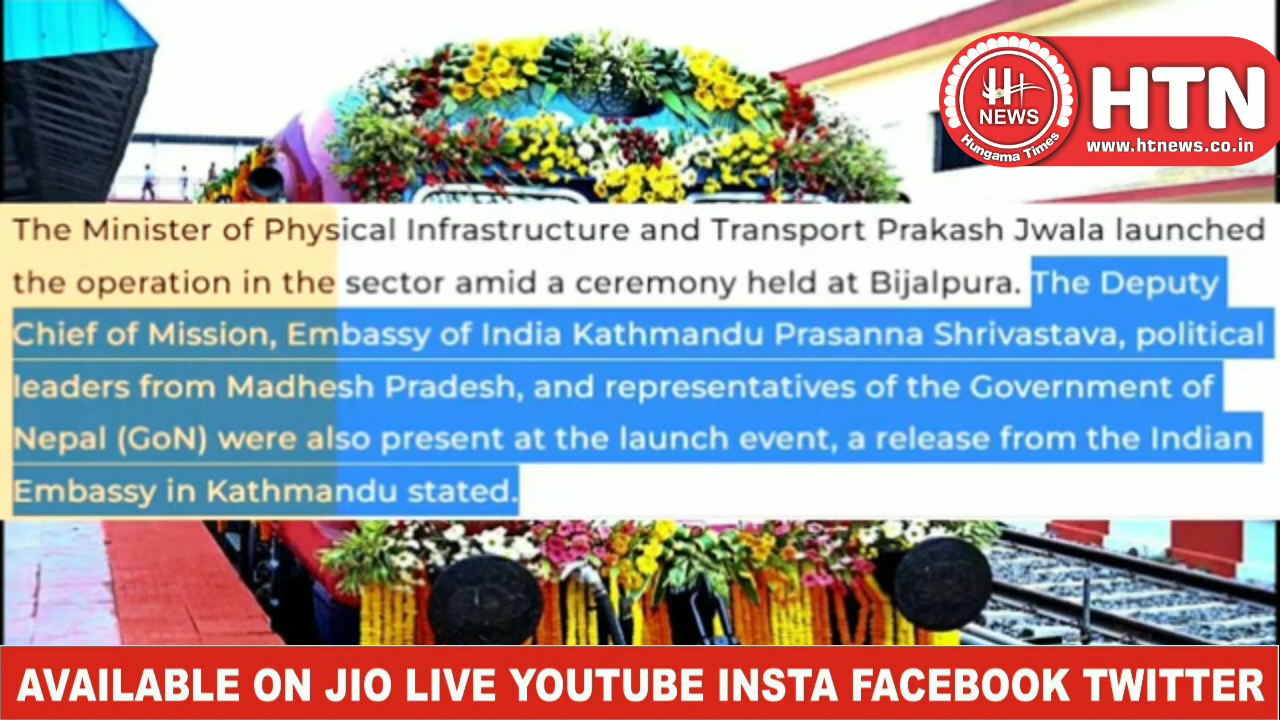 H
NEWS
Hungama Times
HTN
www.htnews.co.in
The Minister of Physical Infrastructure and Transport Prakash Jwala launched
the operation in the sector amid a ceremony held at Bijalpura. The Deputy
Chief of Mission, Embassy of India Kathmandu Prasanna Shrivastava, political
leaders from Madhesh Pradesh, and representatives of the Government of
Nepal (GoN) were also present at the launch event, a release from the Indian
Embassy in Kathmandu stated.
AVAILABLE ON JIO LIVE YOUTUBE INSTA FACEBOOK TWITTER